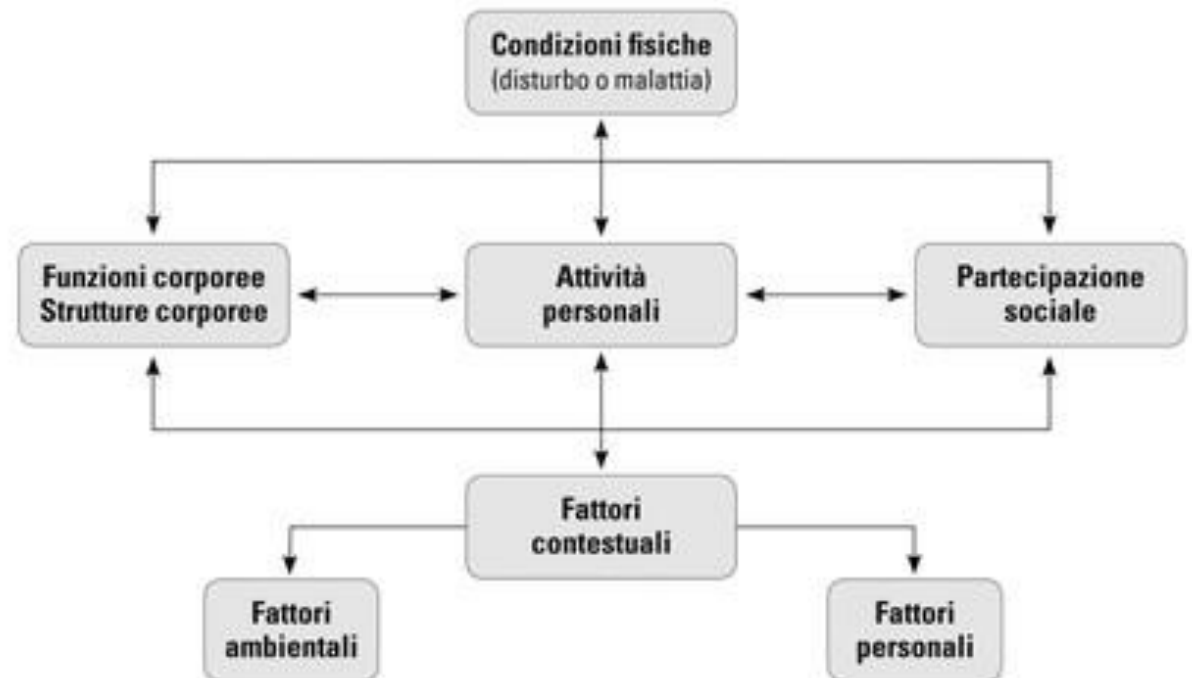 Condizioni fisiche
(disturbo o malattia)
Funzioni corporee
Strutture corporee
Attività
personali
Partecipazione
sociale
Fattori
contestuali
Fattori
ambientali
Fattori
personali